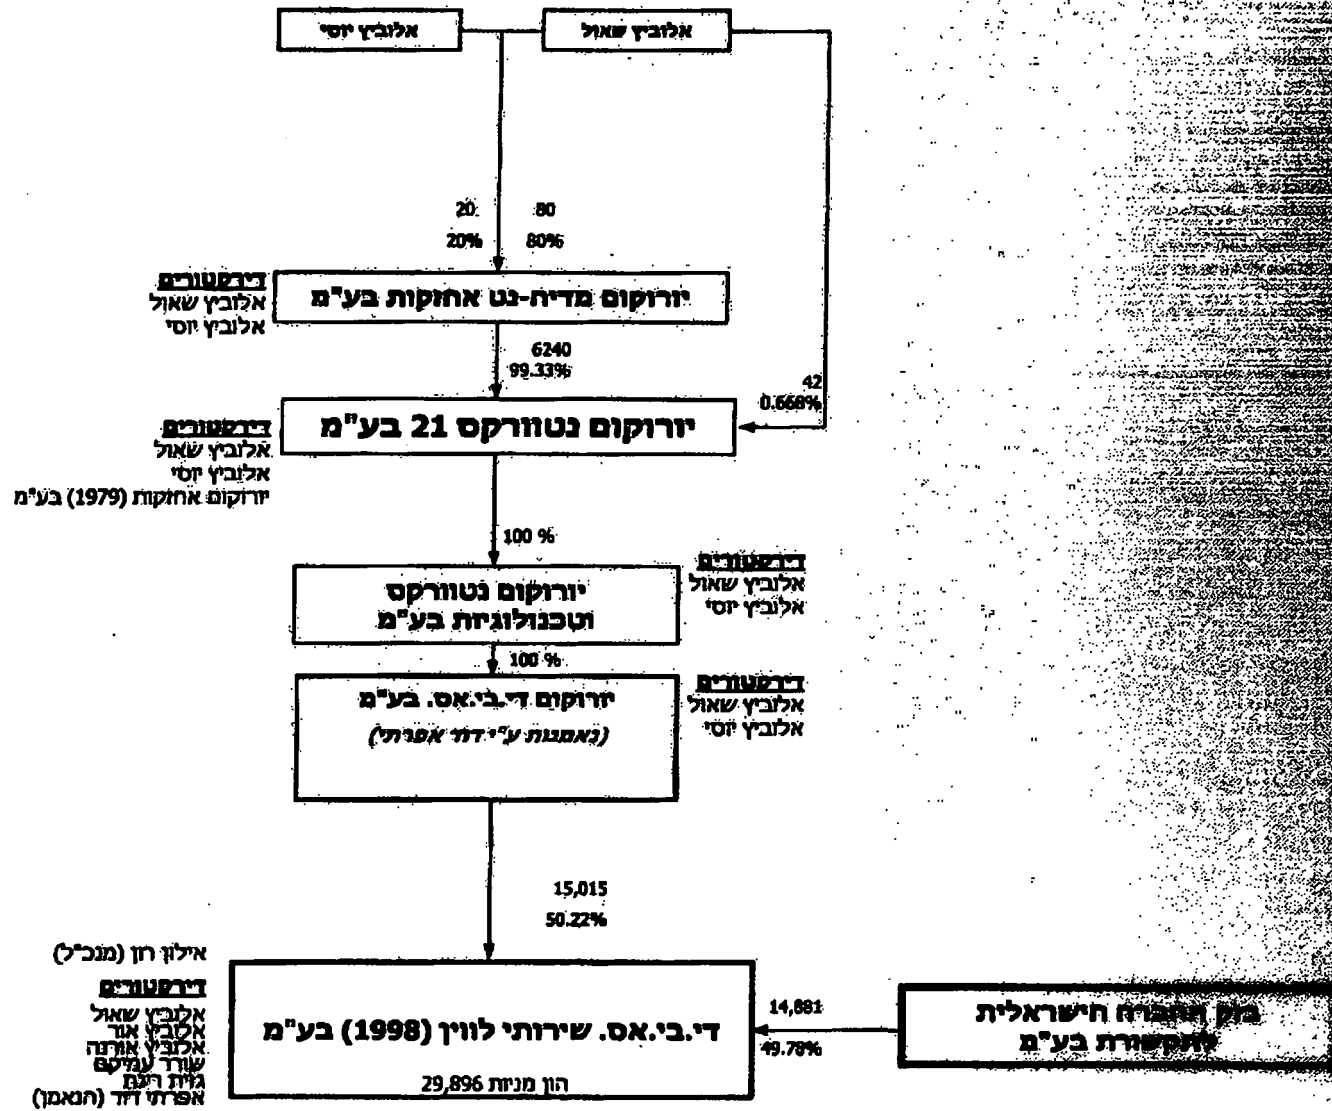 אלוביץ יוסי
אלוביץ שאול
20
80
20%
80%
דירקטורים
אלוביץ שאול
אלוביץ יוסי
יורוקום מדיה-נט אחזקות בע"מ
6240
99.33%
42
0.668%
דירקטורים
אלוביץ שאול
אלוביץ יוסי
יורוקום אחזקות (1979) בע"מ
יורוקום נטוורקס 21 בע"מ
100 %
יורוקום נטוורקס
וטכנולוגיות בע"מ
דירקטורים
אלוביץ שאול
אלוביץ יוסי
100 %
יורוקום די.בי.אס. בע"מ
(נאמנות ע"י דודי אפרתי)
דירקטורים
אלוביץ שאול
אלוביץ יוסי
15,015
50.22%
אילון רון (מנכ"ל)
דירקטורים
אלוביץ שאול
אלוביץ אור
אלוביץ אורנה
שורר עמיקם
אפרתי דוד (הנאמן)
די.בי.אס. שירותי לווין (1998) בע"מ
הון מניות 29,896
14,881
49.78%
בזק החברה הישראלית
לתקשורת בע"מ